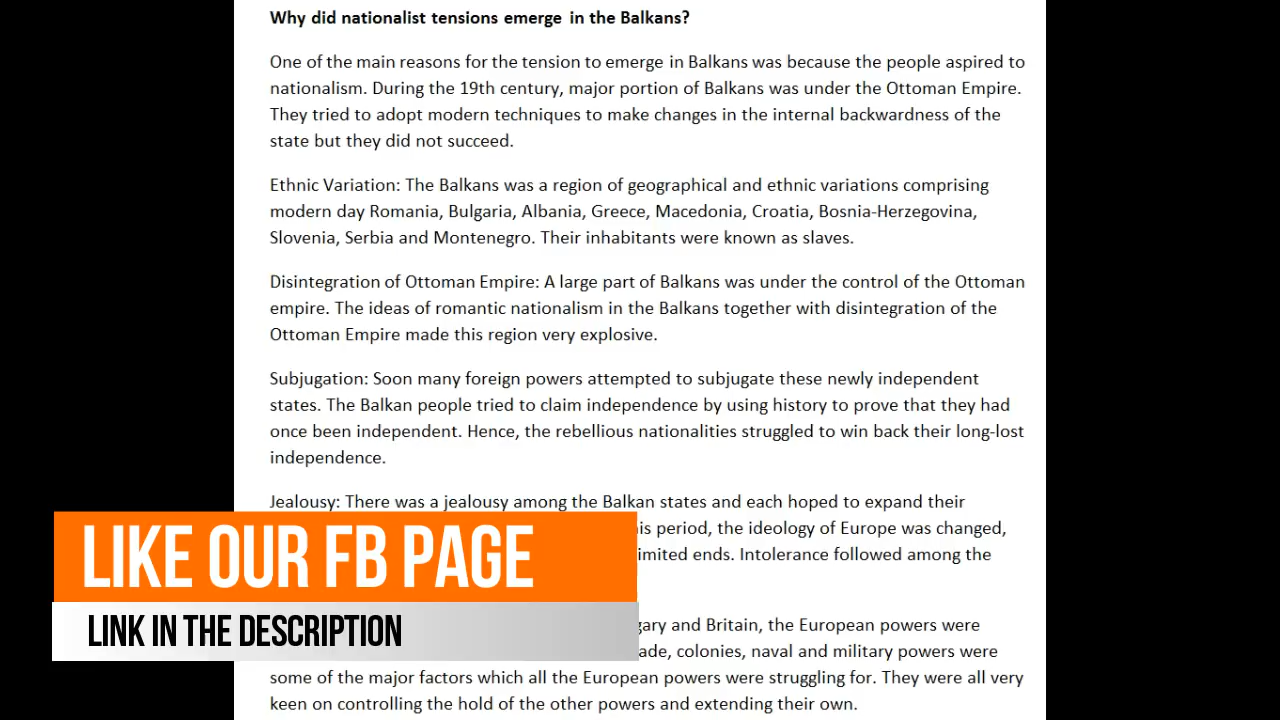 Why did nationalist tensions emerge in the Balkans?
One of the main reasons for the tension to emerge in Balkans was because the people aspired to
nationalism. During the 19th century, major portion of Balkans was under the Ottoman Empire.
They tried to adopt modern techniques to make changes in the internal backwardness of the
state but they did not succeed.
Ethnic Variation: The Balkans was a region of geographical and ethnic variations comprising
modern day Romania, Bulgaria, Albania, Greece, Macedonia, Croatia, Bosnia-Herzegovina,
Slovenia, Serbia and Montenegro. Their inhabitants were known as slaves.
Disintegration of Ottoman Empire: A large part of Balkans was under the control of the Ottoman
empire. The ideas of romantic nationalism in the Balkans together with disintegration of the
Ottoman Empire made this region very explosive.
Subjugation: Soon many foreign powers attempted to subjugate these newly independent
states. The Balkan people tried to claim independence by using history to prove that they had
once been independent. Hence, the rebellious nationalities struggled to win back their long-lost
independence.
Jealousy: There was a jealousy among the Balkan states and each hoped to expand their
period, the ideology of Europe was changed,
ends. Intolerance followed among the
LIKE OUR FB PAGE
and Britain, the European powers were
LINK IN THE DESCRIPTION
colonies, naval and military powers were
some of the major factors which all the European powers were struggling for. They were all very
keen on controlling the hold of the other powers and extending their own.